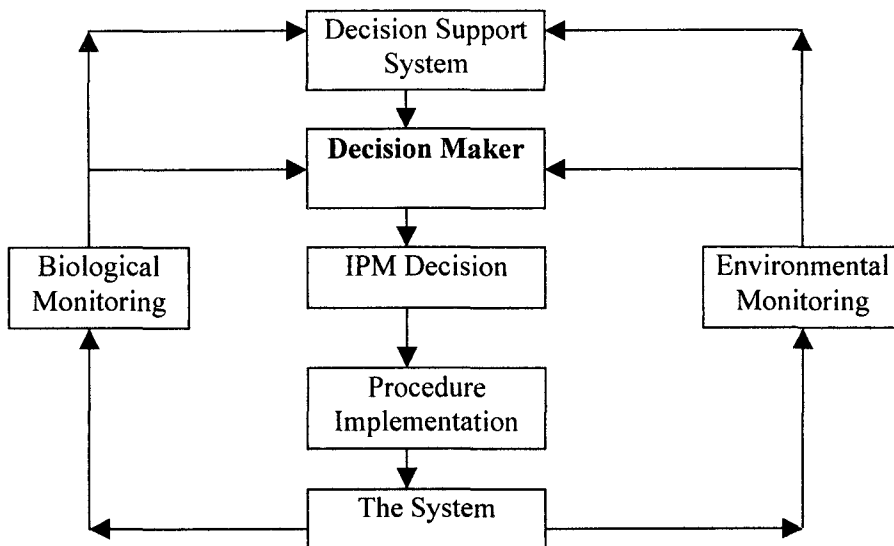 Decision Support
System
Decision Maker
IPM Decision
Biological
Monitoring
Environmental
Monitoring
Procedure
Implementation
The System